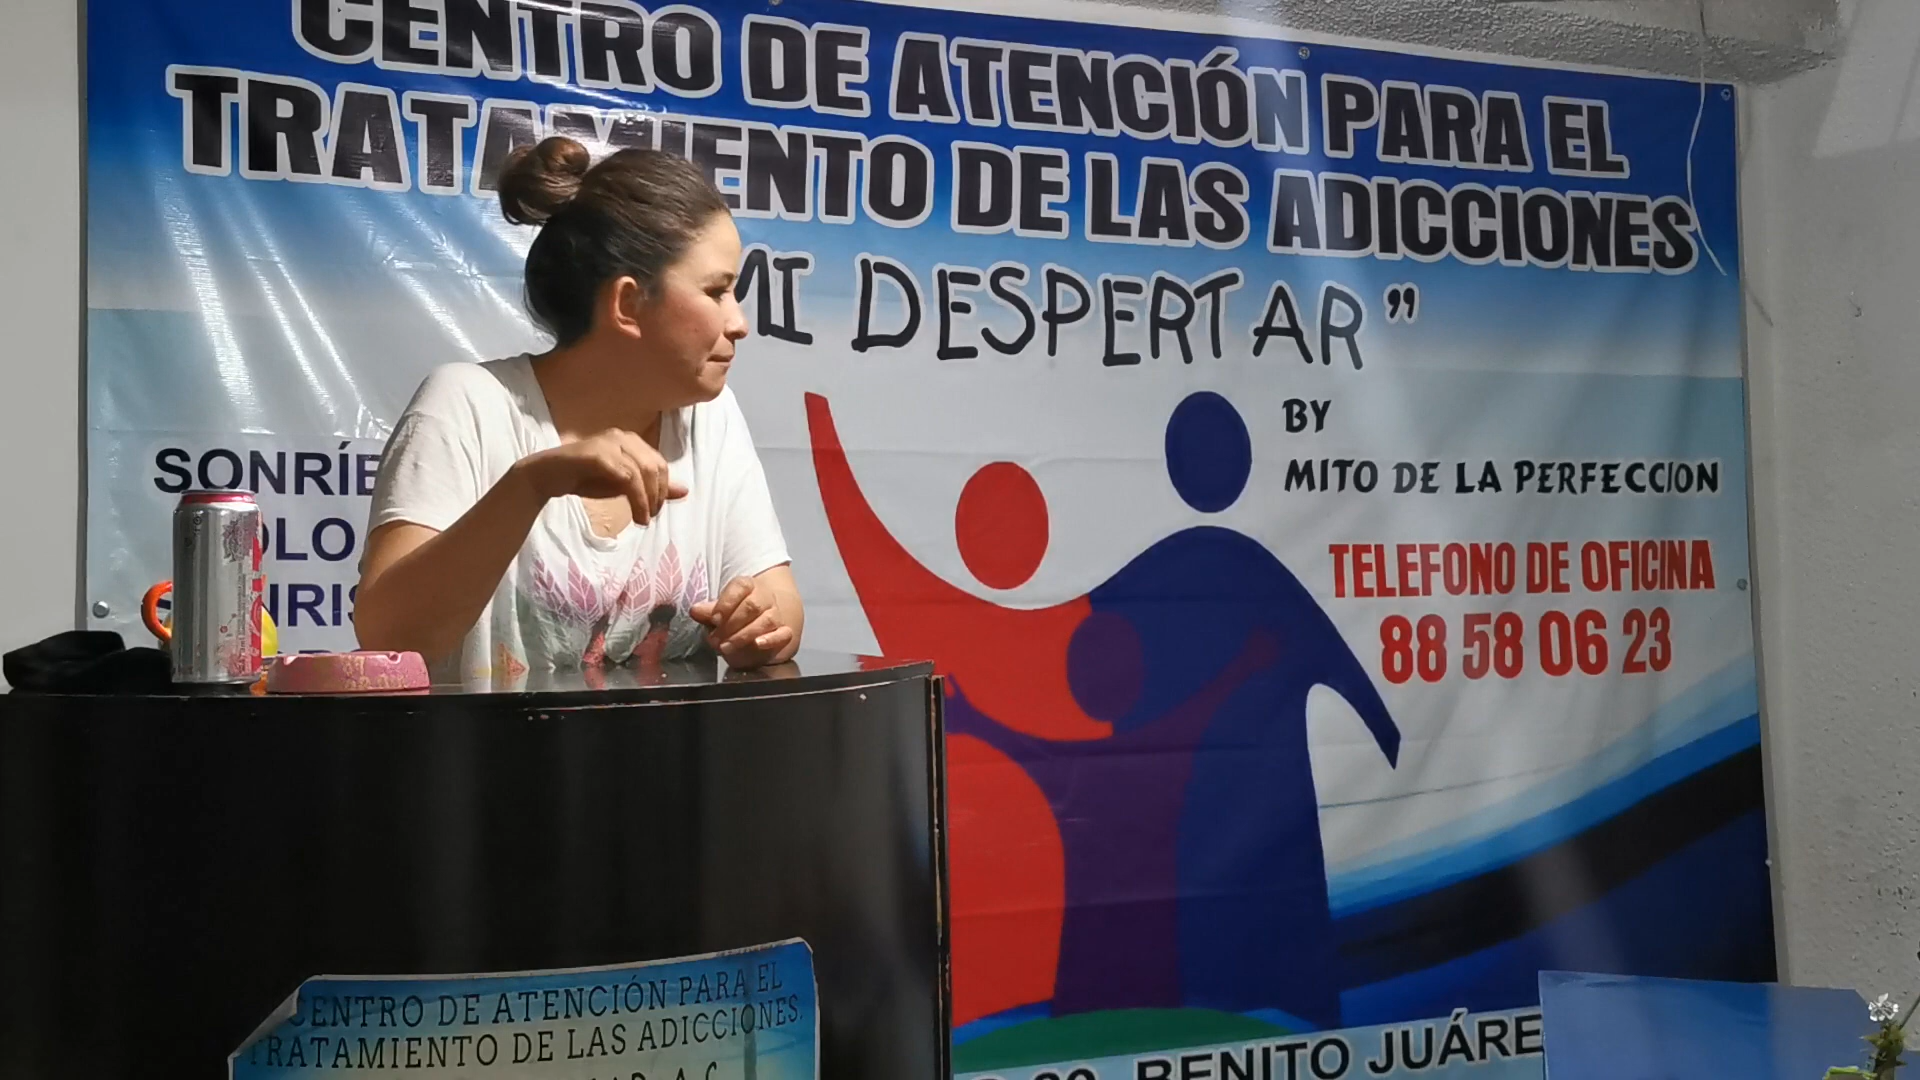 CENTRO DE ATENCIÓN PARA EL
TRATAMIENTO DE LAS ADICCIONES
MI DESPERTAR”
BY
MITO DE LA PERFECCION
SONRÍE
TELEFONO DE OFICINA
88 58 06 23
BENITO JUÁRE
CENTRO DE ATENCIÓN PARA EL
TRATAMIENTO DE LAS ADICCIONES.
A.C.